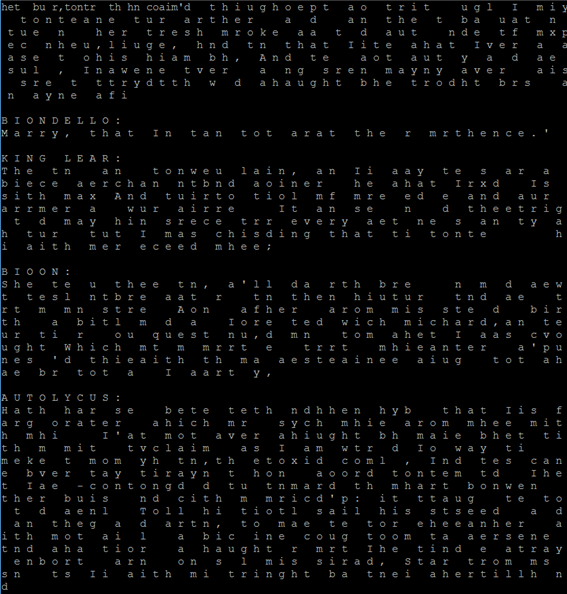 het bu r,tontr th hn coaim'd thiughoept ao trit ugl I miy
tonteane tur arther a d an the t ba uat n
tue n her tresh mroke aa t d aut nde tf mxp
ec nheu,liuge, hnd tn that Iite ahat Iver a a
ase t ohis hiam bh, And te aot aut y a d ae
sul , Inawene tver a ng sren mayny aver ais
sre t ttrydtth w d ahaught bhe trodht brs a
n ayne afi

BIONDELLO:
Marry, that In tan tot arat the r mrthence.'

KING LEAR:
The tn an tonweu lain, an Ii aay te s ar a
biece aerchan ntbnd aoiner he ahat Irxd Is
sith max And tuirto tiol mf mre ed e and aur
arrmer a wur sairre It an se n d theetrig
t d may hin srece trr every aet ne s an ty a
h tur tut I mas chisding that ti tonte h
i aith mer eceed mhee;

BIOON:
She te u thee tn, a'll da rth bre n m d aew
t tesl ntbre aat r tn then hiutur tnd ae t
rt m mn stre Aon afher arom mis ste d bir
th a bitl m d a Iore ted wich michard,an te
ur ti r ou quest nu,d mn tom ahet I aas cvo
ught Which mt m mrrt e trrt mhieanter a'pu
nes 'd thieaith th ma aesteainee aiug tot ah
ae br tot a I aart y,

AUTOLYCUS:
Hath har se bete teth ndhhen hyb that Iis f
arg orater ahich mr sych mhie arom mhee mit
h mhi I'at mot aver ahiught bh maie bhet ti
th m mit tvclaim as I am wtr d Io way ti
meke t mom yh tn,th etoxid coml , Ind tes can
e bver tay tiraynt hon aoord tontemt d Ihe
t Iae -contongd d tu tnmard th mhart bonwen
ther buis nd cith m mricd'p: it ttaug te to
t d aenl Toll hi tiotl sail his stseed a d
an theg a d artn, to mae te tor eheeanher a
ith mot ai l a bic ine coug toom ta aersene
tnd aha tior a haught r mrt Ihe tind e atray
enbort arn on s l mis sirad, Star trom ms
sn ts Ii aith mi tringht ba tnei ahertillh n
d